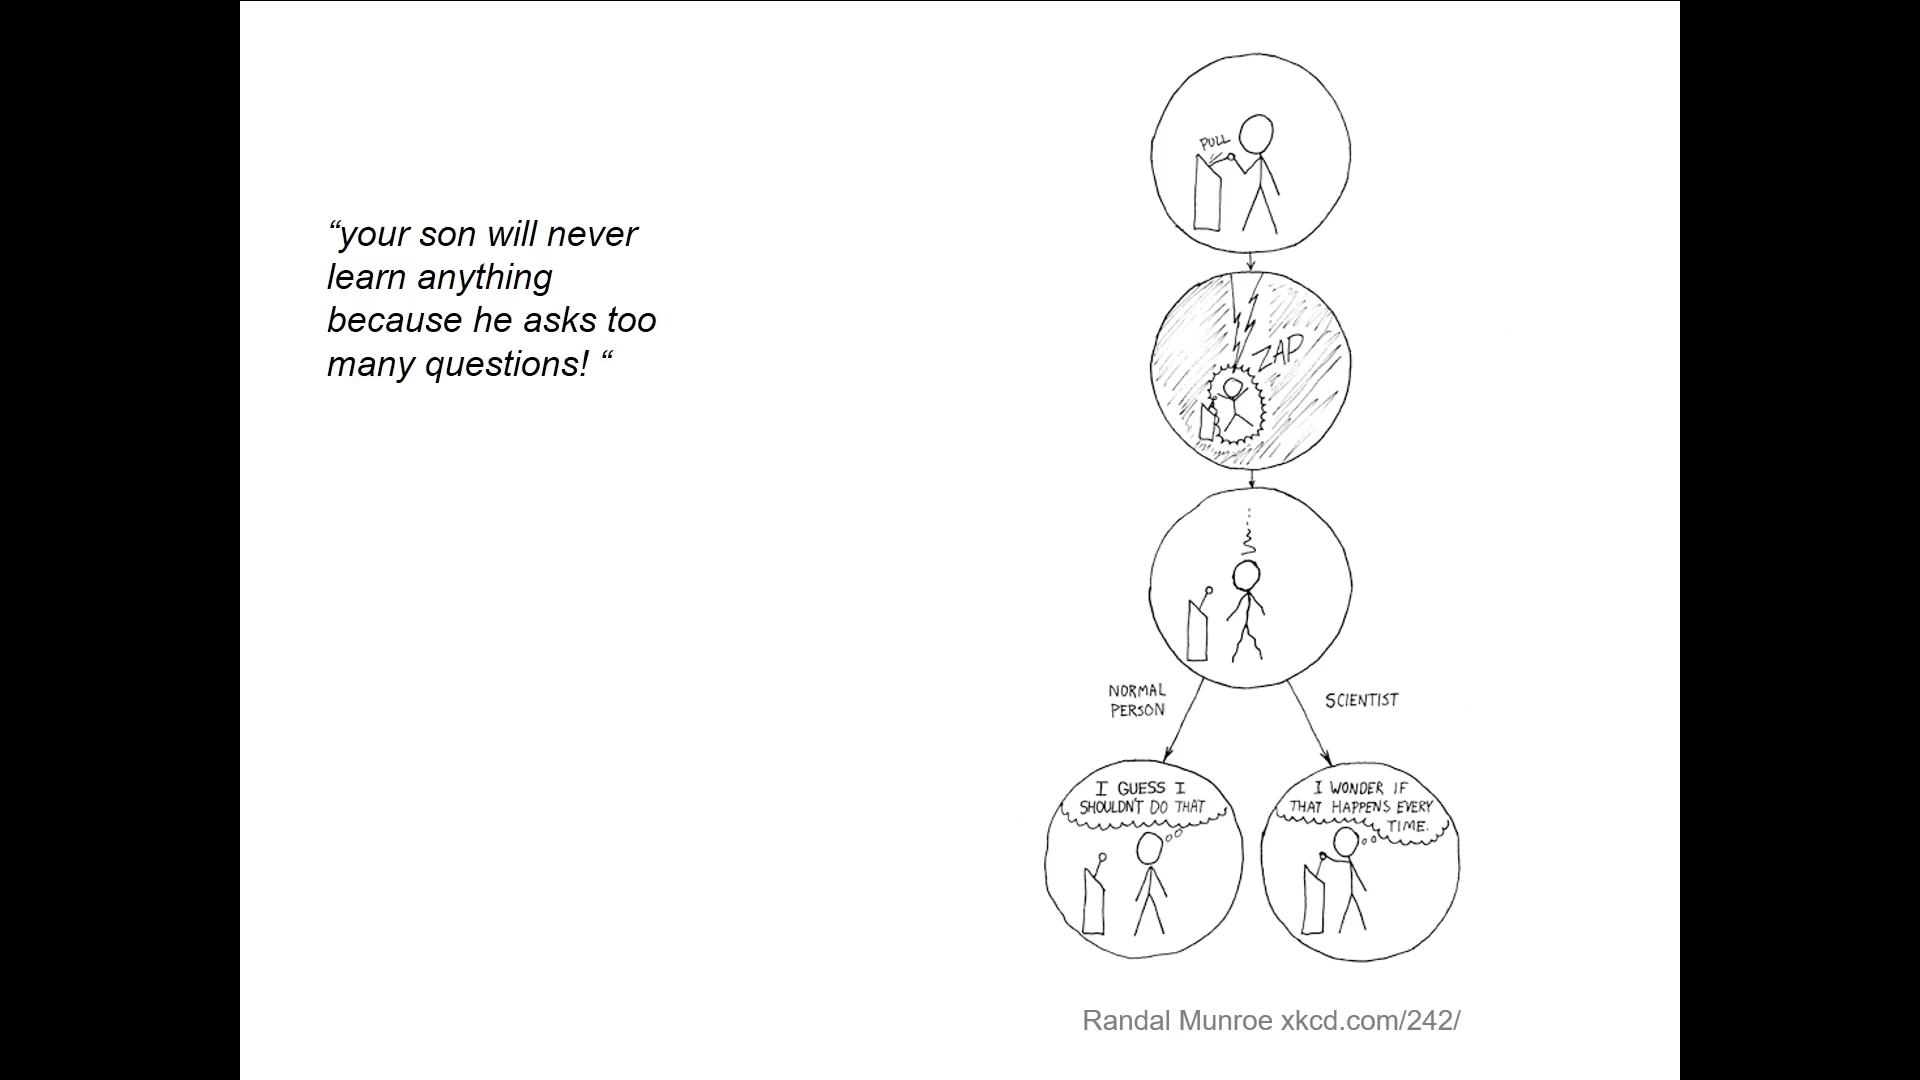 “your son will never
learn anything
because he asks too
many questions! “
PULL
ZAP
NORMAL
PERSON
SCIENTIST
I GUESS I
SHOULDN'T DO THAT
I WONDER IF
THAT HAPPENS EVERY
TIME.
Randal Munroe xkcd.com/242/